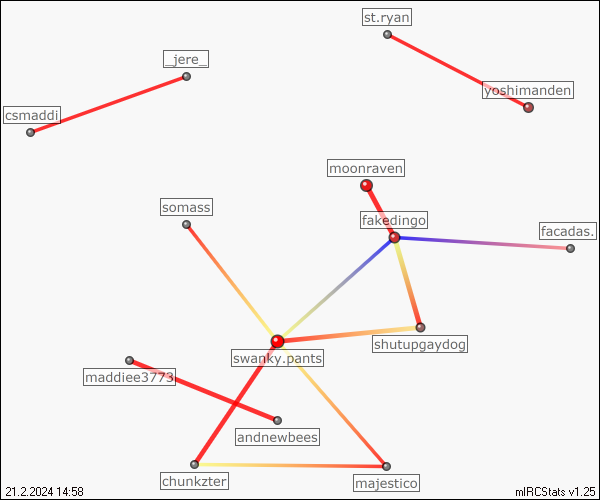 st.ryan
_jere_
yoshimanden
csmaddi
moonraven
somass
fakedingo
facadas.
shutupgaydog
swanky.pants
maddiee3773
andnewbees
chunkzter
majestico
21.2.2024 14:58
mIRCStats v1.25